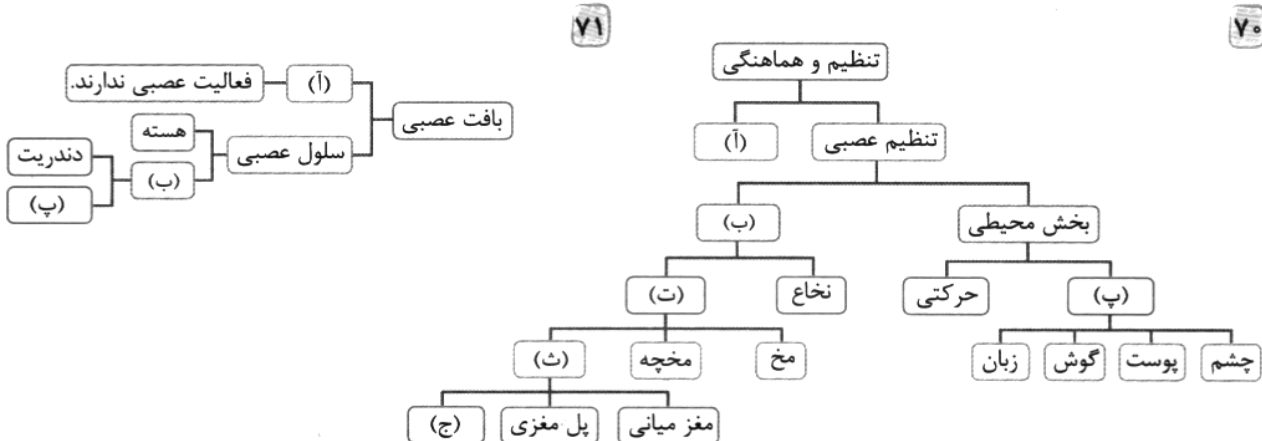 ۷۰
تنظیم و هماهنگی
تنظیم عصبی
(آ)
بخش محیطی
(ب)
(پ)
حرکتی
نخاع
(ت)
چشم
پوست
گوش
زبان
مخ
مخچه
(ث)
مغز میانی
پل مغزی
(ج)
۷۱
بافت عصبی
(آ)
فعالیت عصبی ندارند.
سلول عصبی
هسته
(ب)
دندریت
(پ)